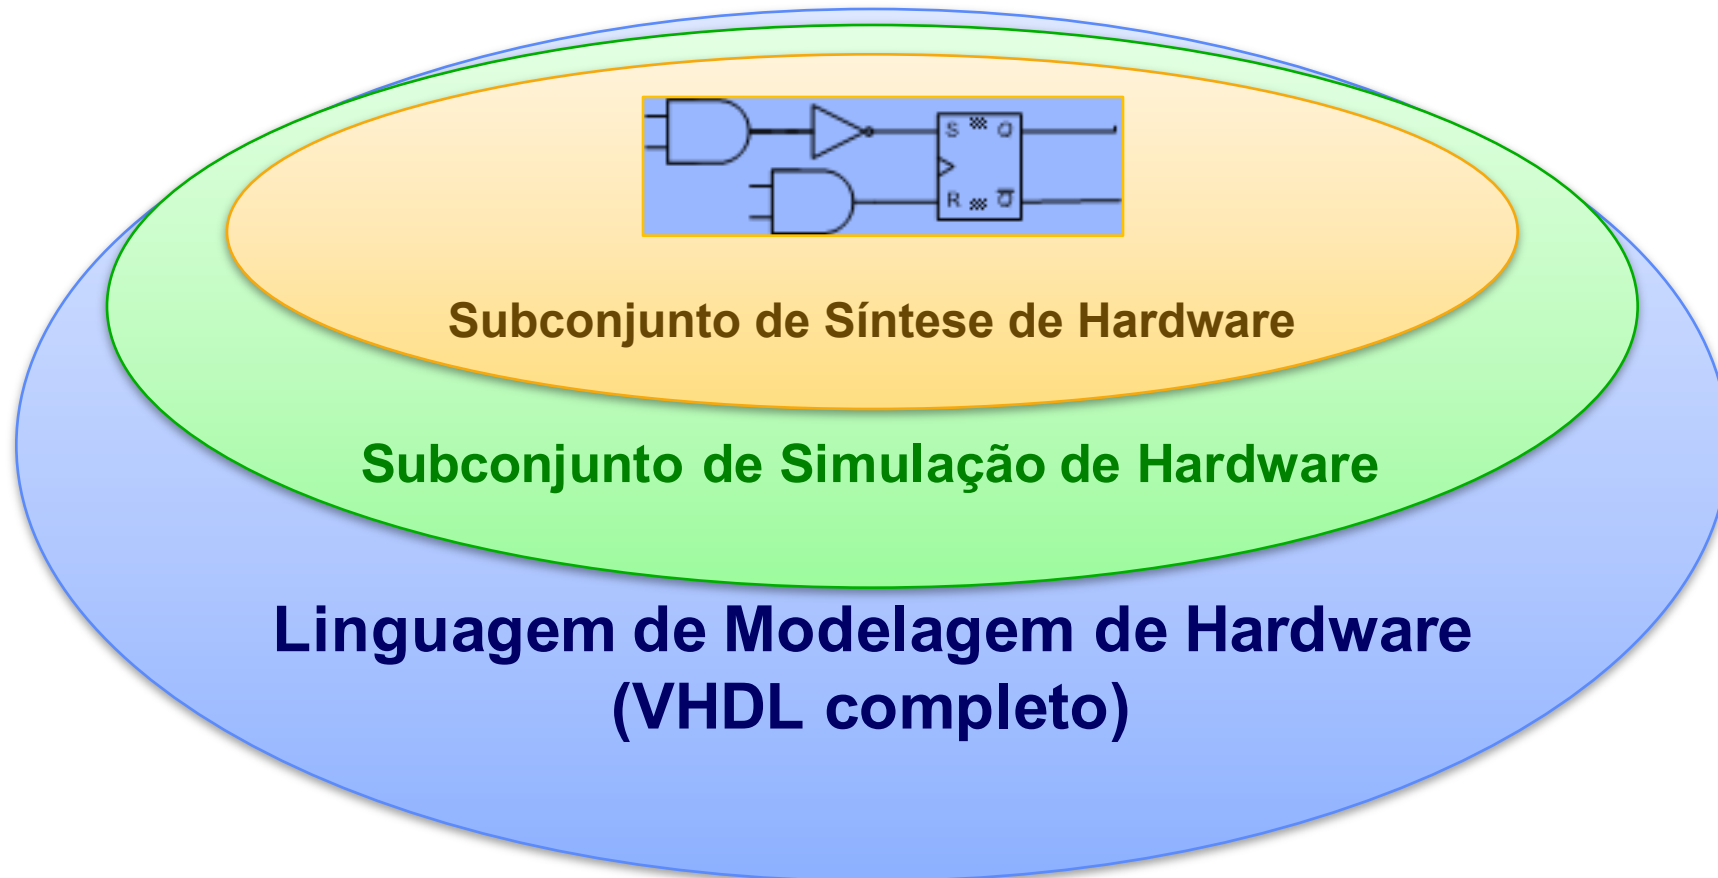 S Q
R Q̅
Subconjunto de Síntese de Hardware
Subconjunto de Simulação de Hardware
Linguagem de Modelagem de Hardware
(VHDL completo)